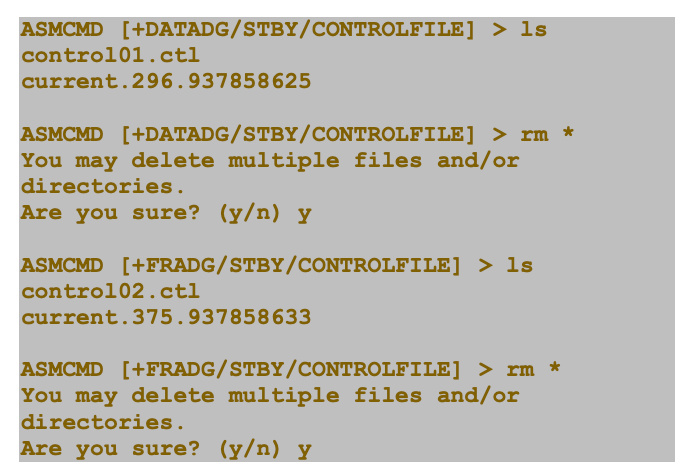 ASMCMD [+DATADG/STBY/CONTROLFILE] > ls
control01.ctl
current.296.937858625
ASMCMD [+DATADG/STBY/CONTROLFILE] > rm *
You may delete multiple files and/or
directories.
Are you sure? (y/n) y
ASMCMD [+FRADG/STBY/CONTROLFILE] > ls
control02.ctl
current.375.937858633
ASMCMD [+FRADG/STBY/CONTROLFILE] > rm *
You may delete multiple files and/or
directories.
Are you sure? (y/n) y